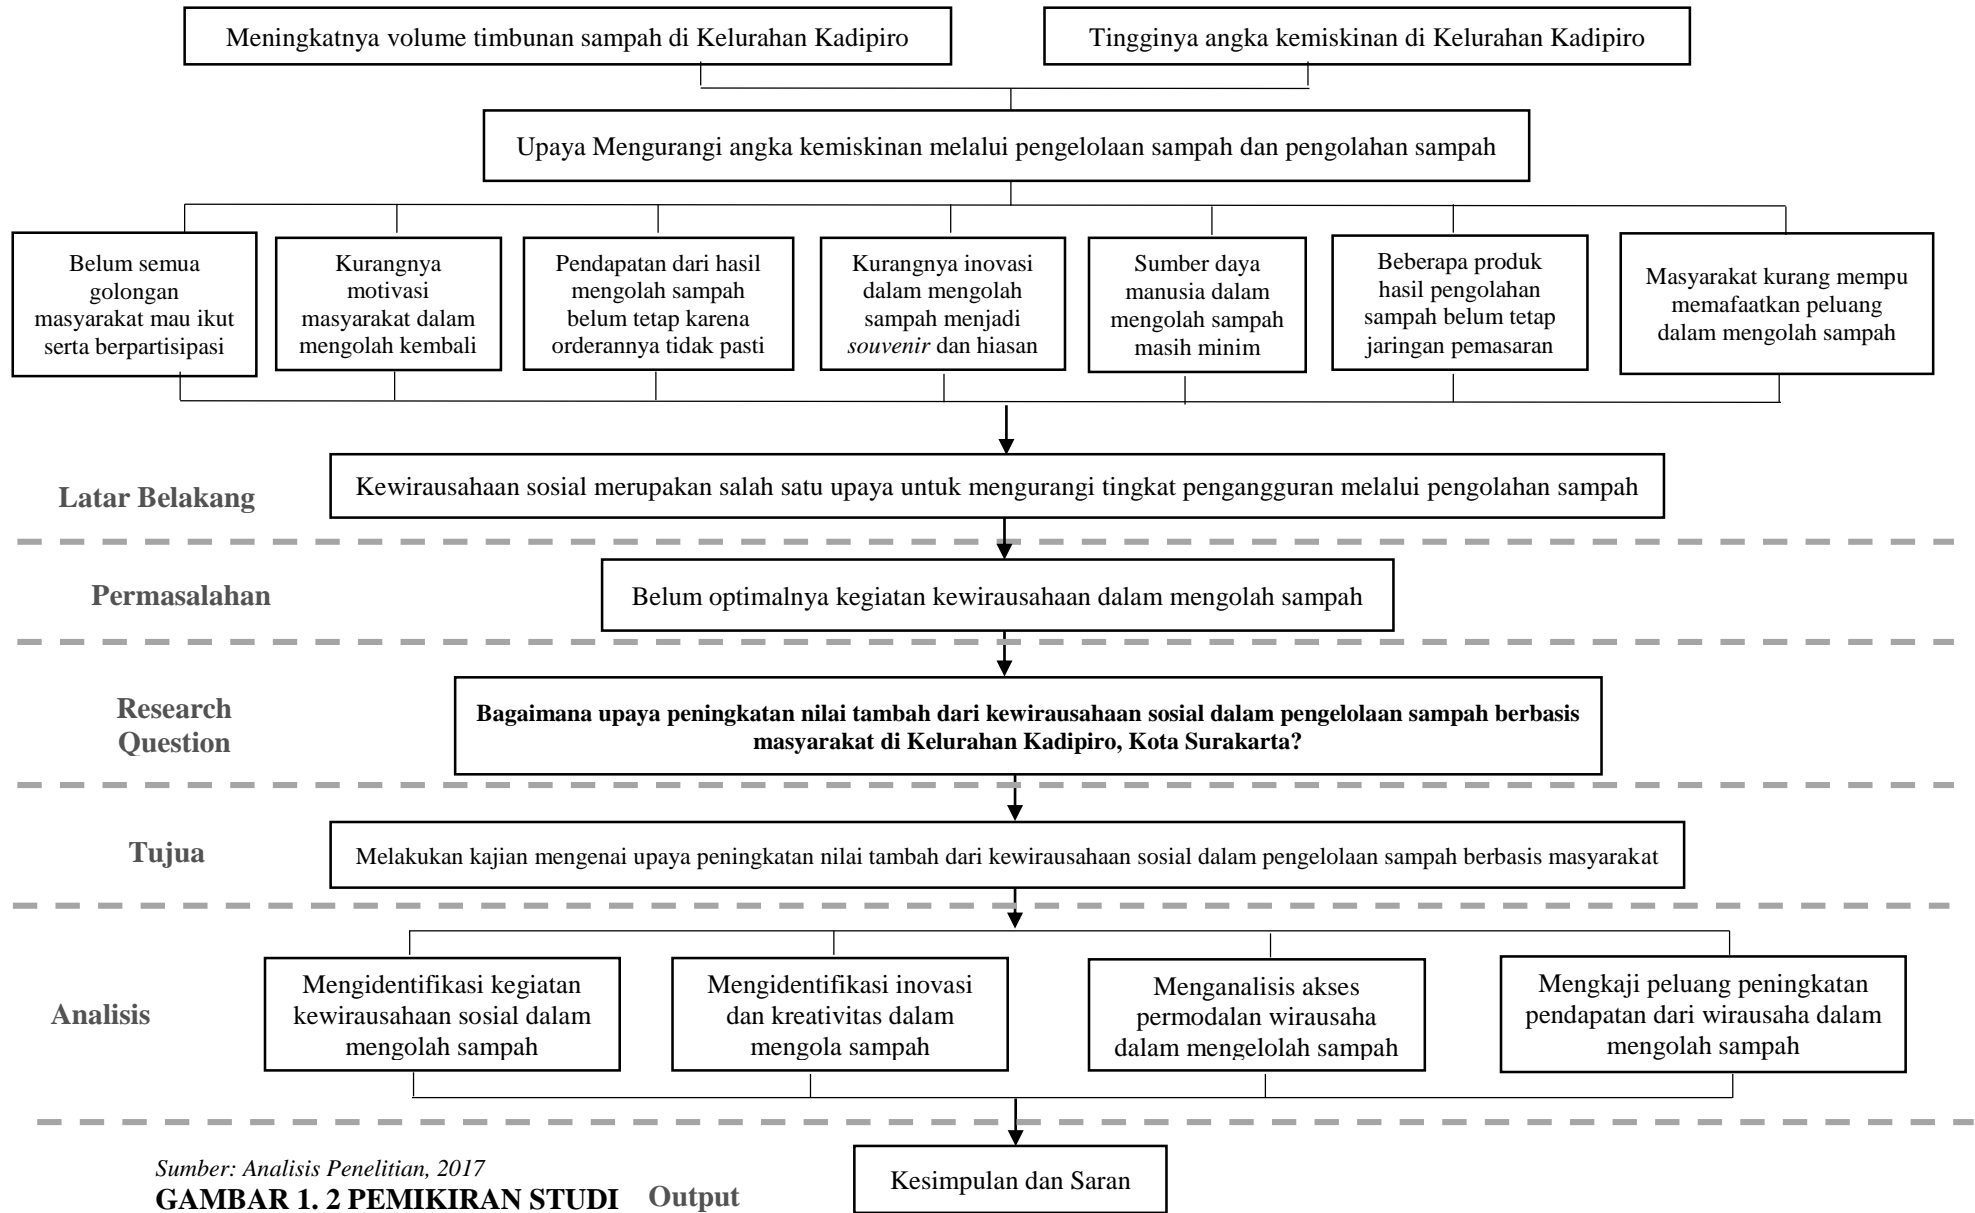 Meningkatnya volume timbunan sampah di Kelurahan Kadipiro
Tingginya angka kemiskinan di Kelurahan Kadipiro
Upaya Mengurangi angka kemiskinan melalui pengelolaan sampah dan pengolahan sampah
Belum semua
golongan
masyarakat mau ikut
serta berpartisipasi
Kurangnya
motivasi
masyarakat dalam
mengolah kembali
Pendapatan dari hasil
mengolah sampah
belum tetap karena
orderannya tidak pasti
Kurangnya inovasi
dalam mengolah
sampah menjadi
souvenir dan hiasan
Sumber daya
manusia dalam
mengolah sampah
masih minim
Beberapa produk
hasil pengolahan
sampah belum tetap
jaringan pemasaran
Masyarakat kurang mempu
memafaatkan peluang
dalam mengolah sampah
Latar Belakang
Kewirausahaan sosial merupakan salah satu upaya untuk mengurangi tingkat pengangguran melalui pengolahan sampah
Permasalahan
Belum optimalnya kegiatan kewirausahaan dalam mengolah sampah
Research
Question
Bagaimana upaya peningkatan nilai tambah dari kewirausahaan sosial dalam pengelolaan sampah berbasis
masyarakat di Kelurahan Kadipiro, Kota Surakarta?
Tujua
Melakukan kajian mengenai upaya peningkatan nilai tambah dari kewirausahaan sosial dalam pengelolaan sampah berbasis masyarakat
Analisis
Mengidentifikasi kegiatan
kewirausahaan sosial dalam
mengolah sampah
Mengidentifikasi inovasi
dan kreativitas dalam
mengola sampah
Menganalisis akses
permodalan wirausaha
dalam mengelolah sampah
Mengkaji peluang peningkatan
pendapatan dari wirausaha dalam
mengolah sampah
Kesimpulan dan Saran
Sumber: Analisis Penelitian, 2017
GAMBAR 1. 2 PEMIKIRAN STUDI
Output